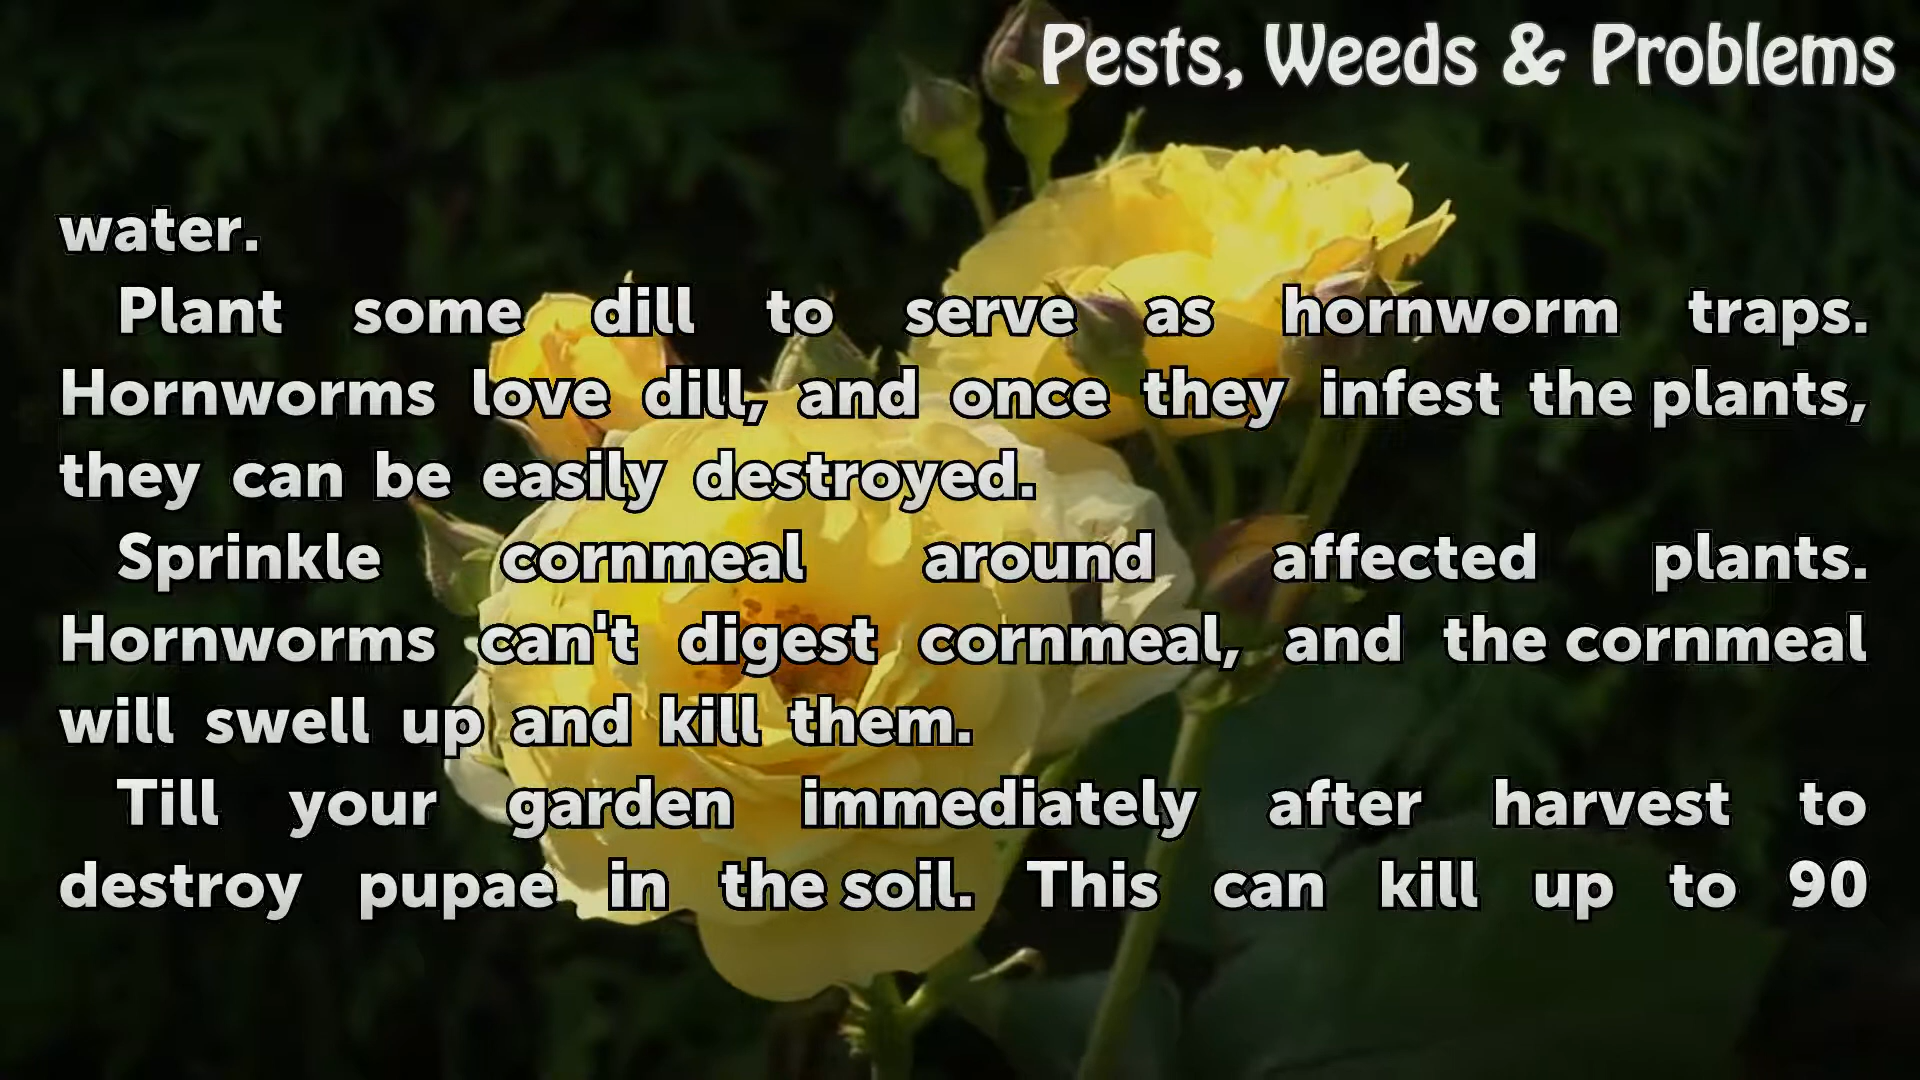 Pests, Weeds & Problems
water.
Plant some dill to serve as hornworm traps.
Hornworms love dill, and once they infest the plants,
they can be easily destroyed.
Sprinkle cornmeal around affected plants.
Hornworms can't digest cornmeal, and the cornmeal
will swell up and kill them.
Till your garden immediately after harvest to
destroy pupae in the soil. This can kill up to 90